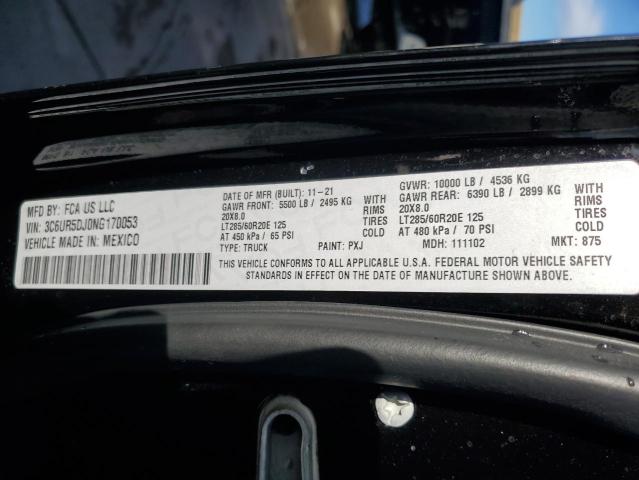 MFD BY: FCA US LLC
VIN: 3C6UR5DJ0NG170053
VEHICLE MADE IN: MEXICO
DATE OF MFR (BUILT): 11-21
GAWR FRONT: 5500 LB / 2495 KG
20X8.0 WITH RIMS
LT285/60R20E 125 AT
AT 450 kPa / 65 PSI COLD
TYPE: TRUCK
PAINT: PXJ
GVWR: 10000 LB / 4536 KG
GAWR REAR: 6390 LB / 2899 KG
20X8.0 WITH RIMS
LT285/60R20E 125
AT 480 kPa / 70 PSI COLD
MDH: 111102
MKT: 875
THIS VEHICLE CONFORMS TO ALL APPLICABLE U.S.A. FEDERAL MOTOR VEHICLE SAFETY
STANDARDS IN EFFECT ON THE DATE OF MANUFACTURE SHOWN ABOVE.